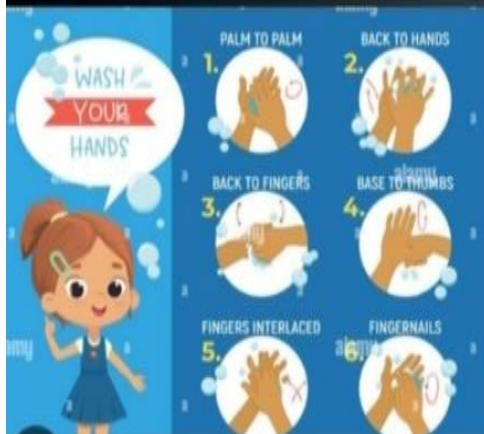 WASH
YOUR
HANDS
PALM TO PALM
1.
BACK TO HANDS
2.
BACK TO FINGERS
3.
BASE TO THUMBS
4.
FINGERS INTERLACED
5.
FINGERNAILS
6.
alamy